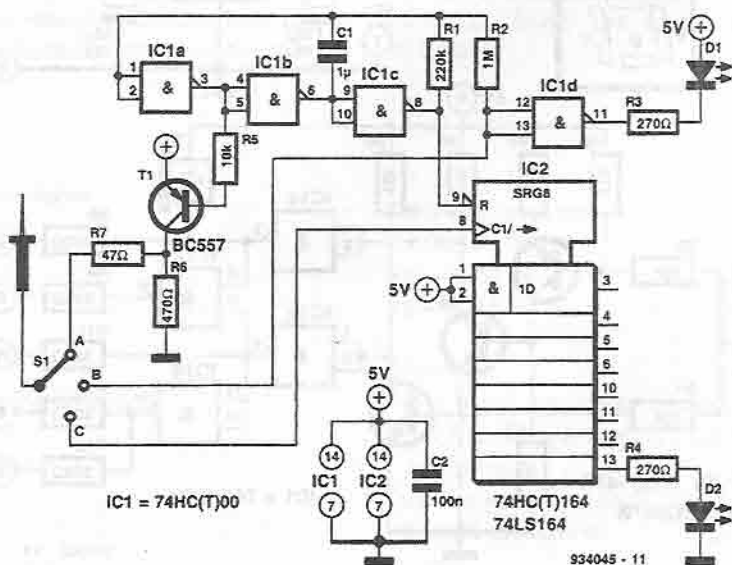 5V
D1
IC1a
1
2
&
3
IC1b
4
5
&
6
C1
1µ
IC1c
9
10
&
8
R1
220k
R2
1M
IC1d
12
13
&
11
R3
270Ω
R5
10k
T1
BC557
R7
47Ω
R6
470Ω
S1
A
B
C
IC2
SRG8
9
R
8
C1/
5V
1
2
&
1D
3
4
5
6
10
11
12
13
R4
270Ω
D2
5V
14
14
IC1
IC2
7
7
C2
100n
IC1 = 74HC(T)00
74HC(T)164
74LS164
934045 - 11